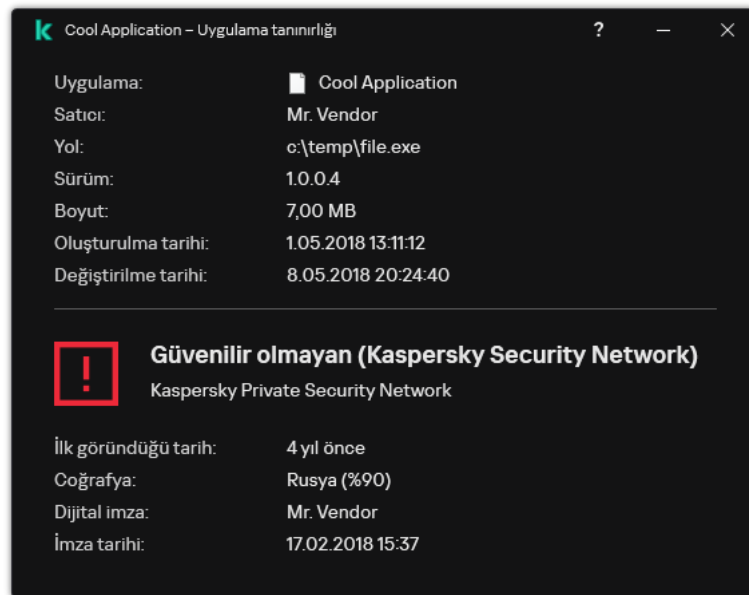 Cool Application – Uygulama tanınırlığı ?
Uygulama: Cool Application
Satıcı: Mr. Vendor
Yol: c:\temp\file.exe
Sürüm: 1.0.0.4
Boyut: 7,00 MB
Oluşturulma tarihi: 1.05.2018 13:11:12
Değiştirilme tarihi: 8.05.2018 20:24:40
Güvenilir olmayan (Kaspersky Security Network)
Kaspersky Private Security Network
İlk göründüğü tarih: 4 yıl önce
Coğrafya: Rusya (%90)
Dijital imza: Mr. Vendor
İmza tarihi: 17.02.2018 15:37